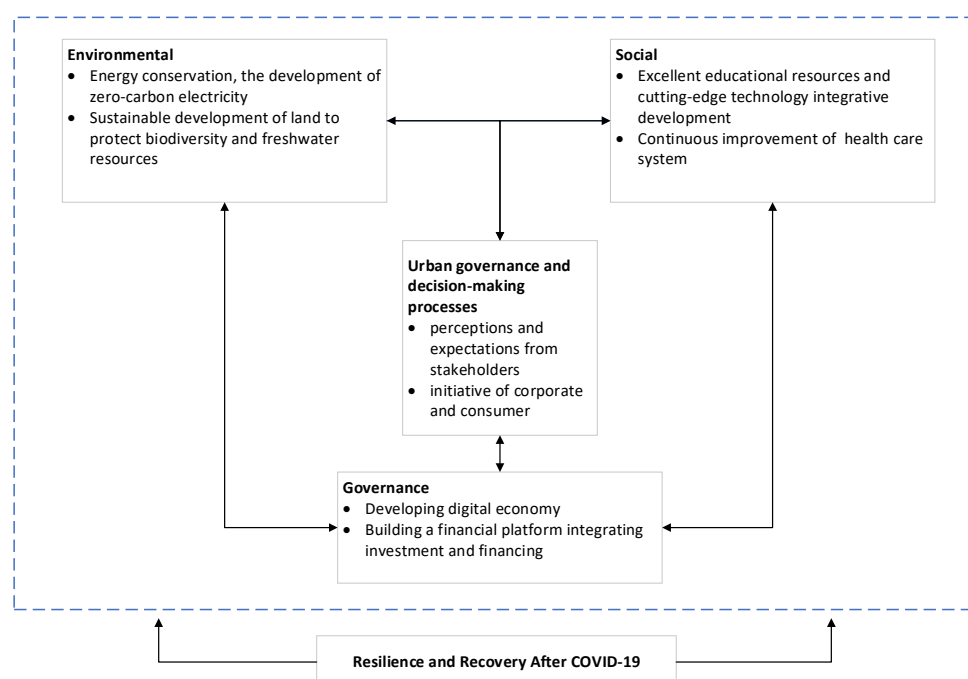 Environmental
• Energy conservation, the development of
zero-carbon electricity
• Sustainable development of land to
protect biodiversity and freshwater
resources
Social
• Excellent educational resources and
cutting-edge technology integrative
development
• Continuous improvement of health care
system
Urban governance and
decision-making
processes
• perceptions and
expectations from
stakeholders
• initiative of corporate
and consumer
Governance
• Developing digital economy
• Building a financial platform integrating
investment and financing
Resilience and Recovery After COVID-19